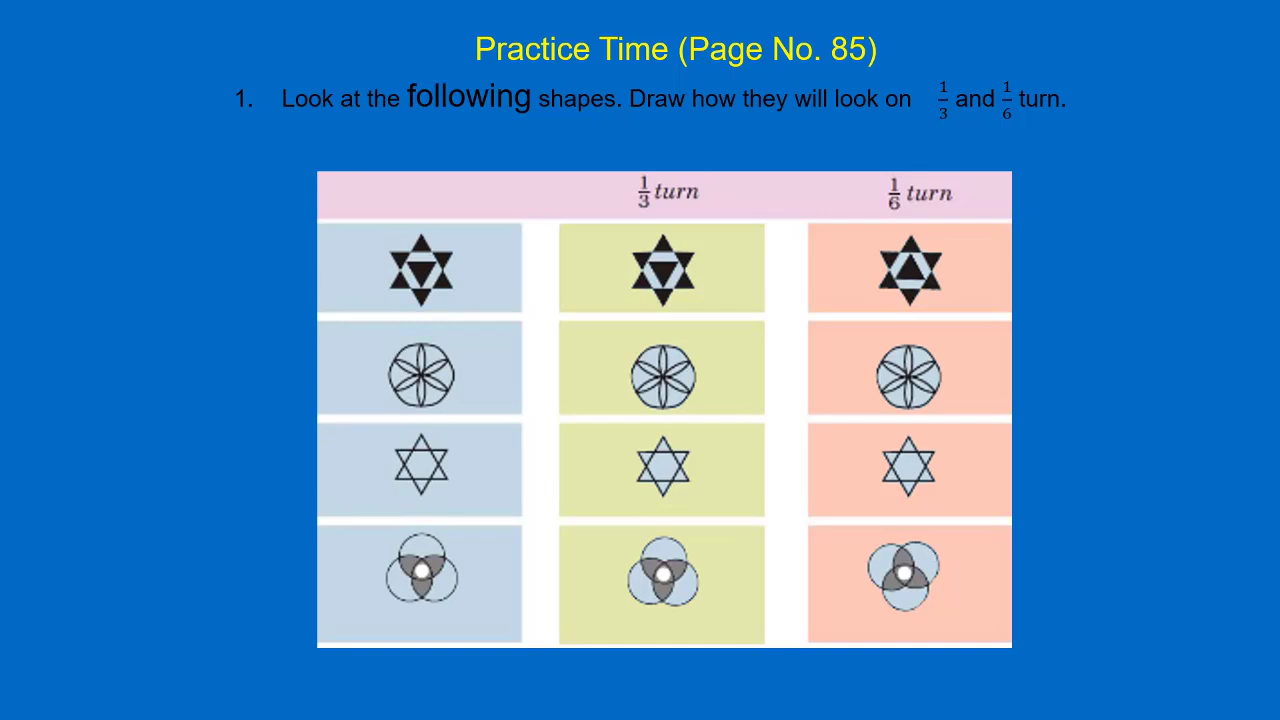 Practice Time (Page No. 85)
1. Look at the following shapes. Draw how they will look on 1/3 and 1/6 turn.
1/3 turn 1/6 turn